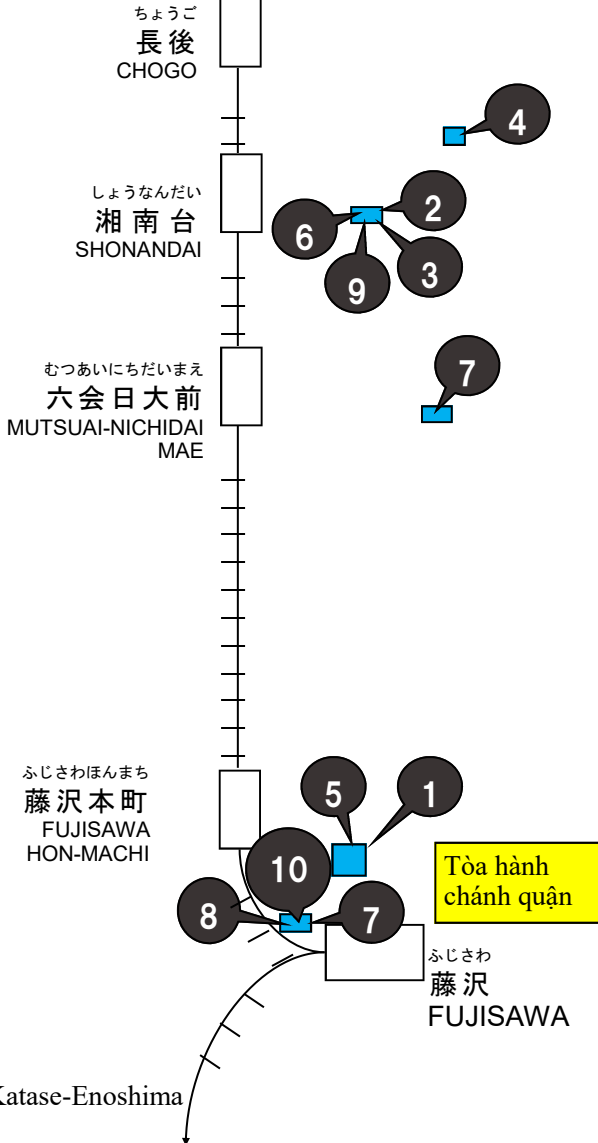 ちょうご
長後
CHOGO
4
しょうなんだい
湘南台
SHONANDAI
2
6
3
9
むつあいにちだいまえ
六会日大前
MUTSUAI-NICHIDAI
MAE
7
ふじさわほんまち
藤沢本町
FUJISAWA
HON-MACHI
5
1
10
Tòa hành
chánh quận
8
7
ふじさわ
藤沢
FUJISAWA
Katase-Enoshima